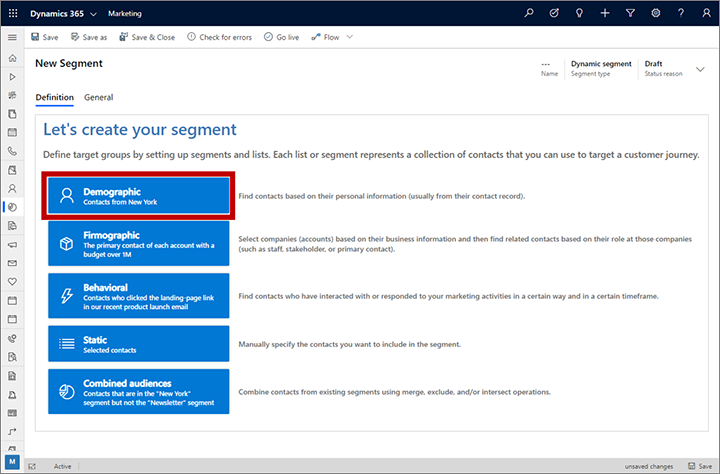 Dynamics 365 Marketing
Save Save as Save & Close Check for errors Go live Flow
New Segment
--- Dynamic segment Draft
Name Segment type Status reason
Definition General
Let's create your segment
Define target groups by setting up segments and lists. Each list or segment represents a collection of contacts that you can use to target a customer journey.
Demographic
Contacts from New York
Find contacts based on their personal information (usually from their contact record).
Firmographic
The primary contact of each account with a
budget over 1M
Select companies (accounts) based on their business information and then find related contacts based on their role at those companies
(such as staff, stakeholder, or primary contact).
Behavioral
Contacts who clicked the landing-page link
in our recent product launch email
Find contacts who have interacted with or responded to your marketing activities in a certain way and in a certain timeframe.
Static
Selected contacts
Manually specify the contacts you want to include in the segment.
Combined audiences
Contacts that are in the "New York"
segment but not the "Newsletter" segment
Combine contacts from existing segments using merge, exclude, and/or intersect operations.
M
Active unsaved changes Save